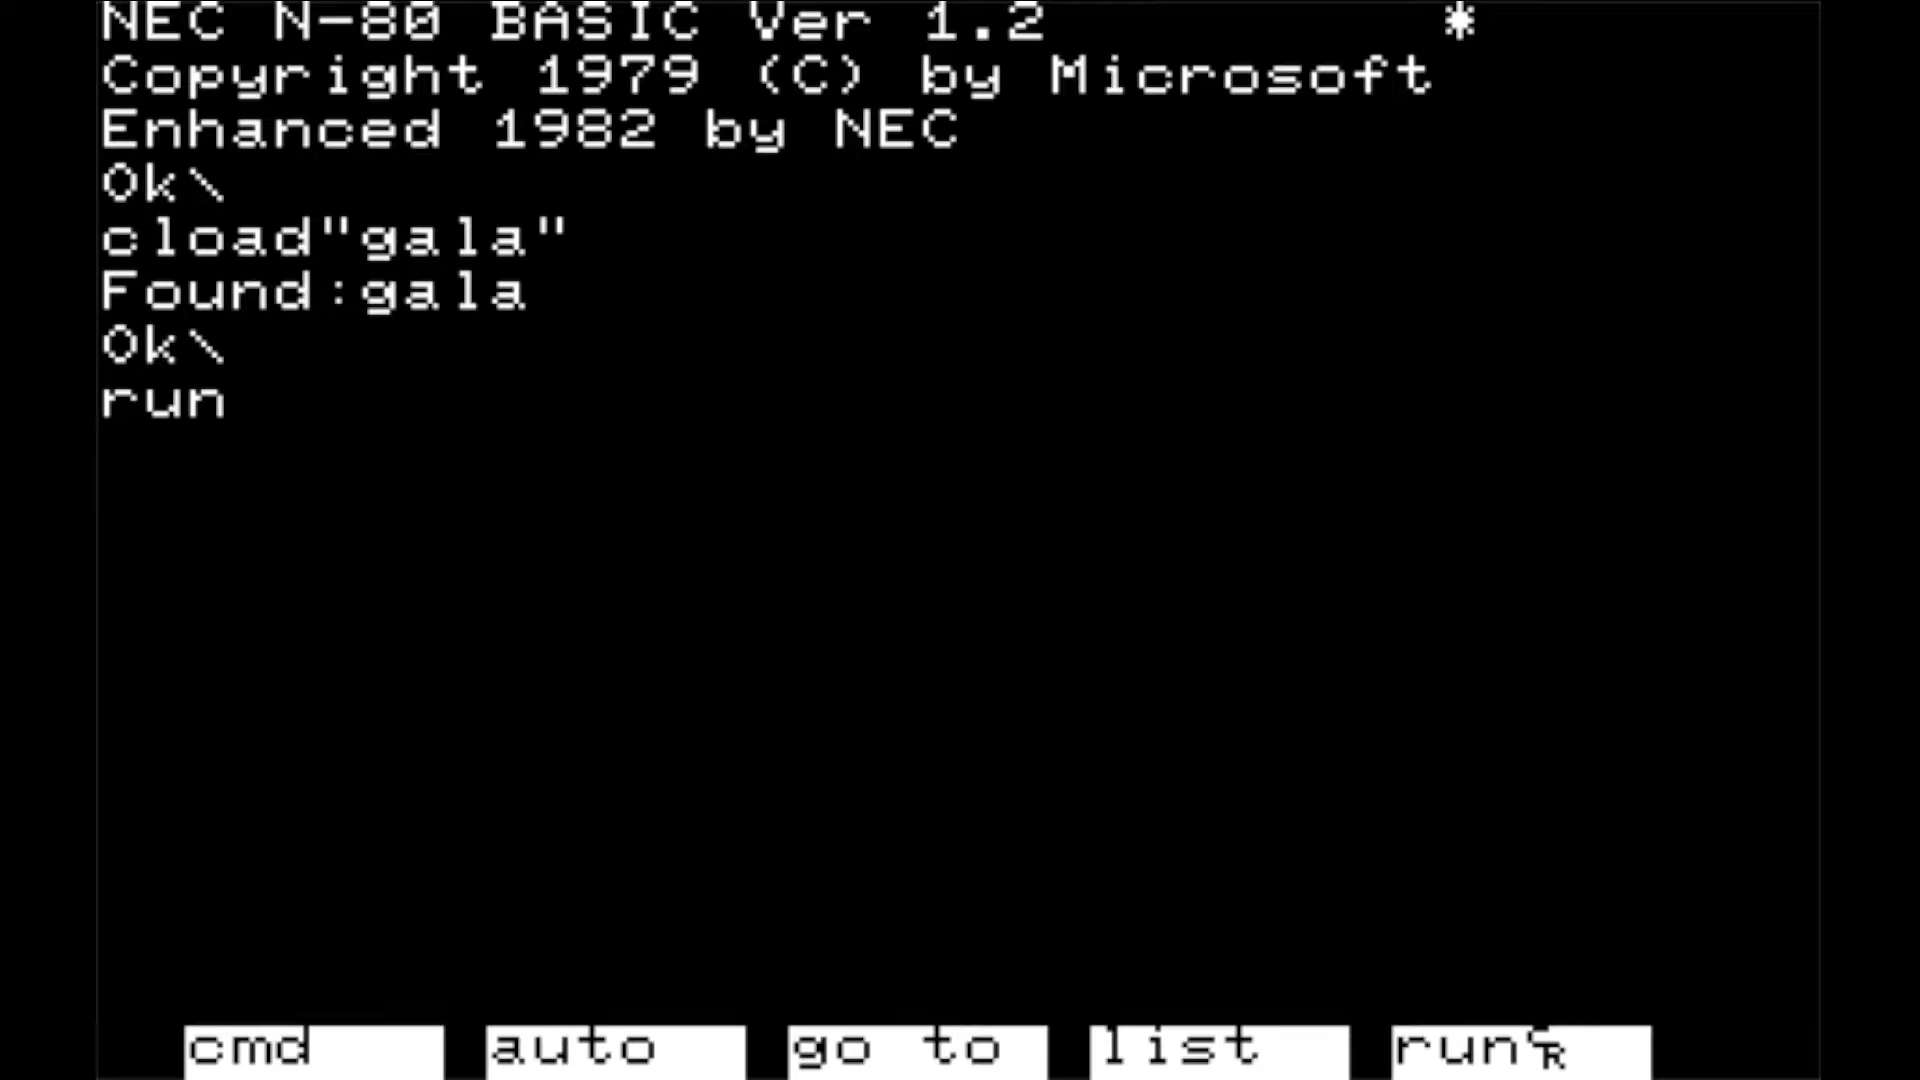 NEC N-80 BASIC Ver 1.2 *
Copyright 1979 (C) by Microsoft
Enhanced 1982 by NEC
Ok\
cload"gala"
Found:gala
Ok\
run
cmd auto go to list run␍